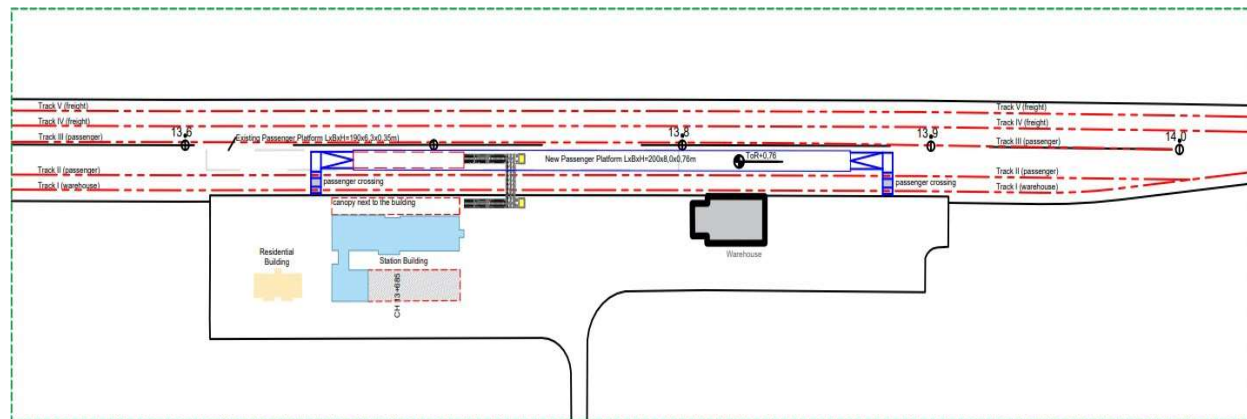 Track V (freight)
Track V (freight)
Track IV (freight)
Track IV (freight)
13.6
13.8
13.9
14.0
Track III (passenger)
Existing Passenger Platform LxBxH=190x6,3x0,35m
Track III (passenger)
New Passenger Platform LxBxH=200x8,0x0,76m
ToR+0,76
Track II (passenger)
Track II (passenger)
passenger crossing
passenger crossing
Track I (warehouse)
Track I (warehouse)
canopy next to the building
Residential
Building
Station Building
Warehouse
CH 13+685